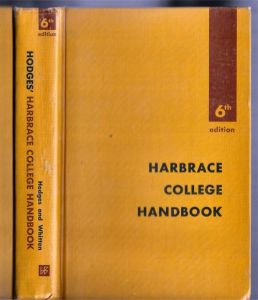 6th
edition
HODGES' HARBRACE COLLEGE HANDBOOK
Hodges and Whitten
6th
edition
HARBRACE
COLLEGE
HANDBOOK